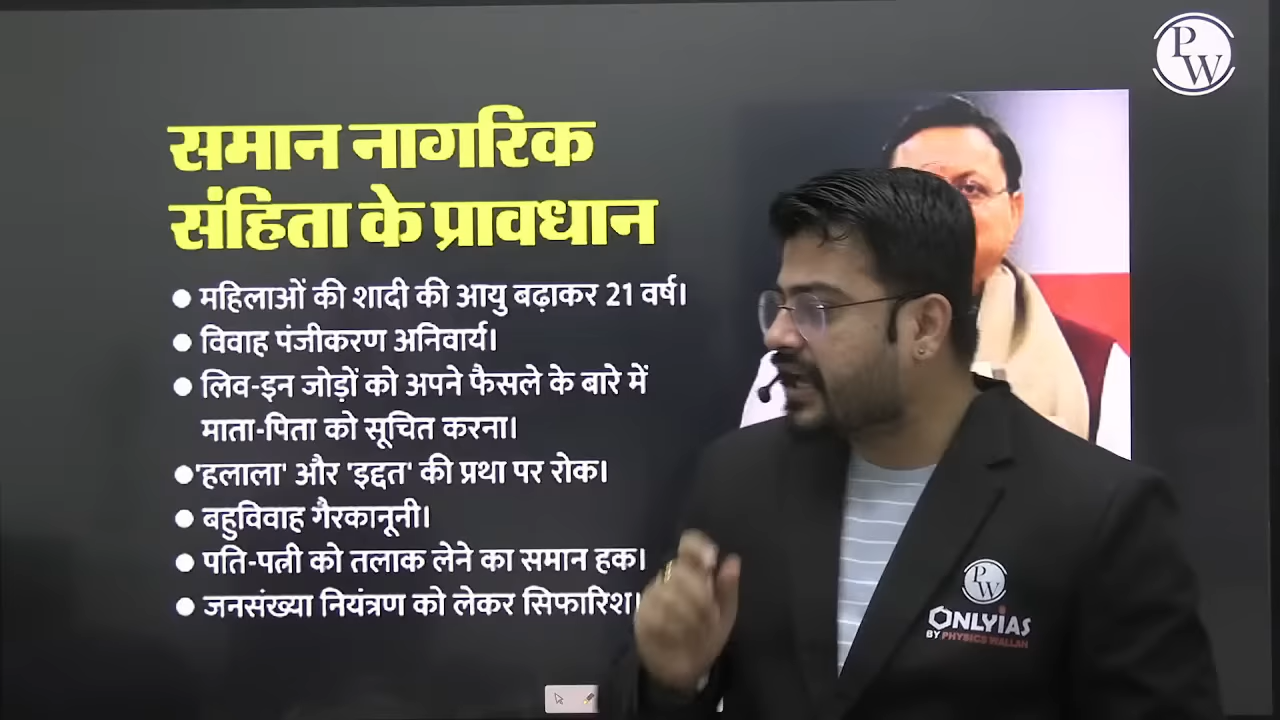 PW
समान नागरिक
संहिता के प्रावधान
● महिलाओं की शादी की आयु बढ़ाकर 21 वर्ष।
● विवाह पंजीकरण अनिवार्य।
● लिव-इन जोड़ों को अपने फैसले के बारे में
माता-पिता को सूचित करना।
● 'हलाला' और 'इद्दत' की प्रथा पर रोक।
● बहुविवाह गैरकानूनी।
● पति-पत्नी को तलाक लेने का समान हक।
● जनसंख्या नियंत्रण को लेकर सिफारिश।
PW
ONLYIAS
BY PHYSICS WALLAH